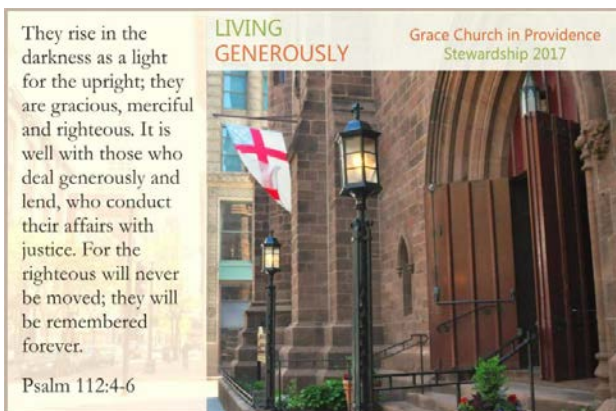 They rise in the
darkness as a light
for the upright; they
are gracious, merciful
and righteous. It is
well with those who
deal generously and
lend, who conduct
their affairs with
justice. For the
righteous will never
be moved; they will
be remembered
forever.
Psalm 112:4-6
LIVING
GENEROUSLY
Grace Church in Providence
Stewardship 2017